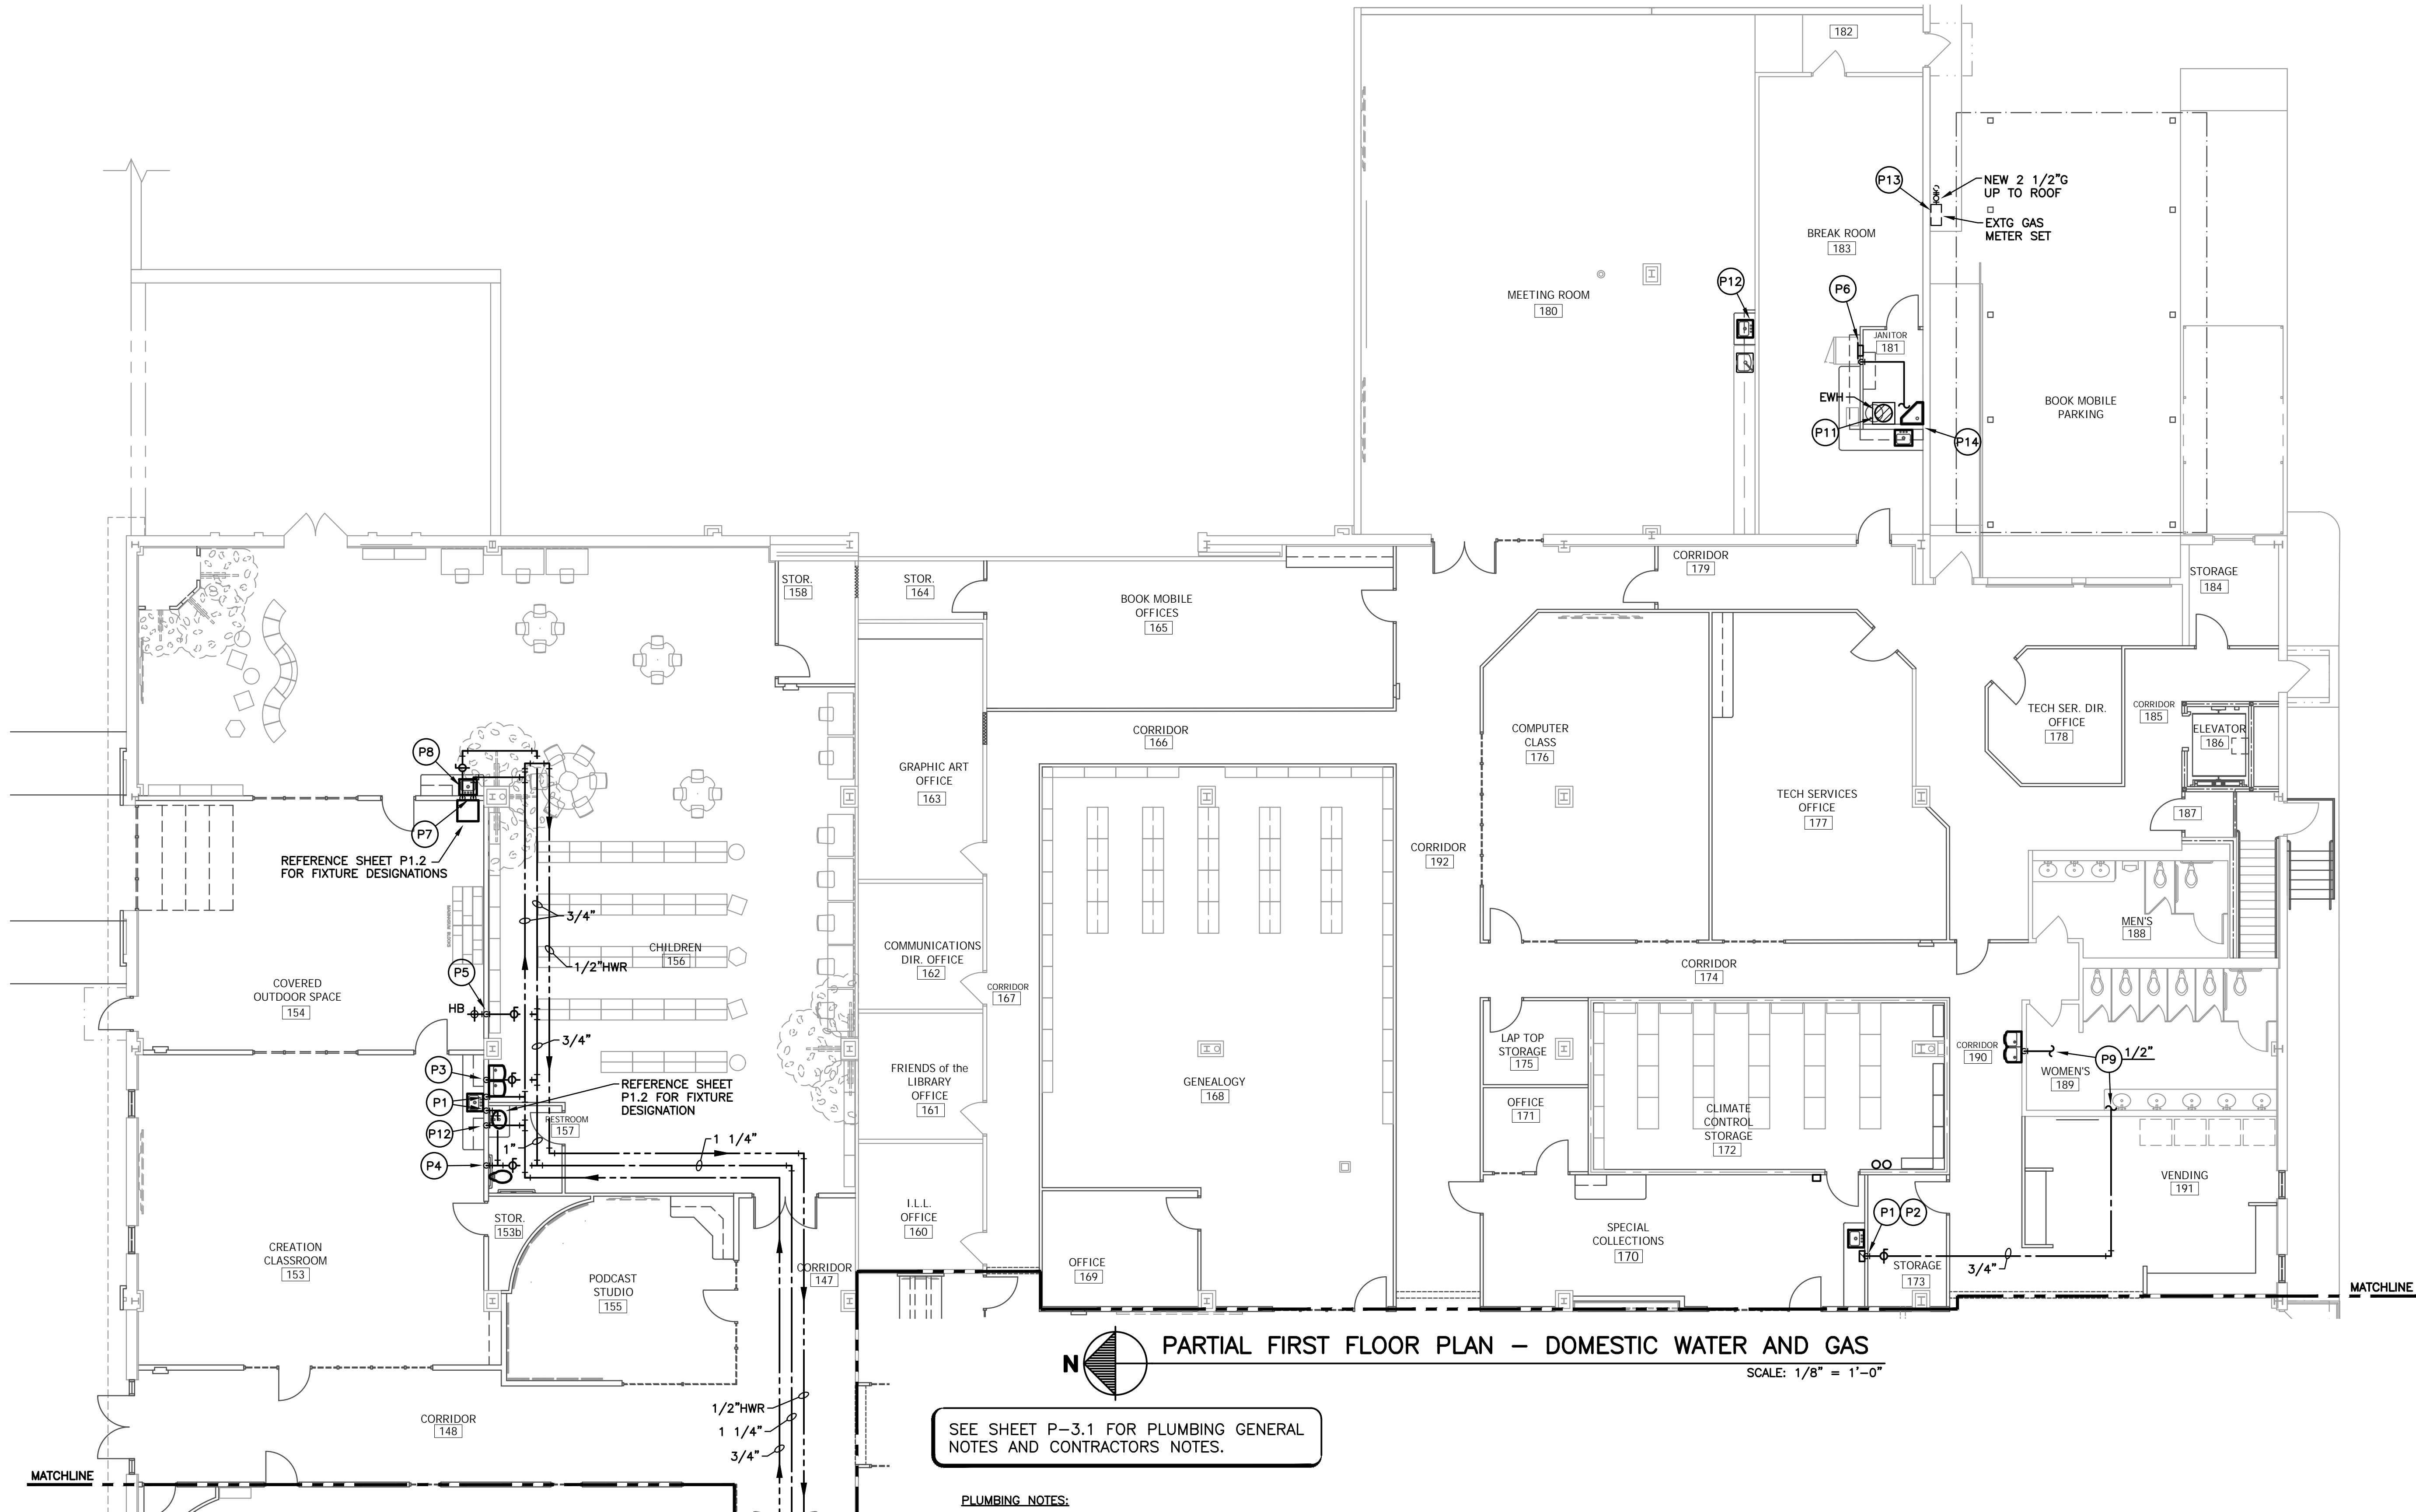 182
P13
NEW 2 1/2"G
UP TO ROOF
EXTG GAS
METER SET
BREAK ROOM
183
P12
P6
MEETING ROOM
180
JANITOR
181
EWH
P11
P14
BOOK MOBILE
PARKING
CORRIDOR
179
STOR.
158
STOR.
164
BOOK MOBILE
OFFICES
165
STORAGE
184
TECH SER. DIR.
OFFICE
178
CORRIDOR
185
ELEVATOR
186
P8
CORRIDOR
166
COMPUTER
CLASS
176
GRAPHIC ART
OFFICE
163
TECH SERVICES
OFFICE
177
187
P7
REFERENCE SHEET P1.2
FOR FIXTURE DESIGNATIONS
CORRIDOR
192
3/4"
MEN'S
188
CHILDREN
156
COMMUNICATIONS
DIR. OFFICE
162
1/2"HWR
P5
CORRIDOR
174
COVERED
OUTDOOR SPACE
154
HB
CORRIDOR
167
3/4"
LAP TOP
STORAGE
175
CORRIDOR
190
P9
1/2"
WOMEN'S
189
P3
FRIENDS of the
LIBRARY
OFFICE
161
REFERENCE SHEET
P1.2 FOR FIXTURE
DESIGNATION
GENEALOGY
168
P1
OFFICE
171
CLIMATE
CONTROL
STORAGE
172
RESTROOM
157
P12
1"
1 1/4"
P4
VENDING
191
I.L.L.
OFFICE
160
STOR.
153b
P1
P2
SPECIAL
COLLECTIONS
170
CREATION
CLASSROOM
153
OFFICE
169
CORRIDOR
147
STORAGE
173
3/4"
PODCAST
STUDIO
155
MATCHLINE
N
PARTIAL FIRST FLOOR PLAN – DOMESTIC WATER AND GAS
SCALE: 1/8" = 1'-0"
1/2"HWR
1 1/4"
3/4"
CORRIDOR
148
SEE SHEET P-3.1 FOR PLUMBING GENERAL
NOTES AND CONTRACTORS NOTES.
MATCHLINE
PLUMBING NOTES: